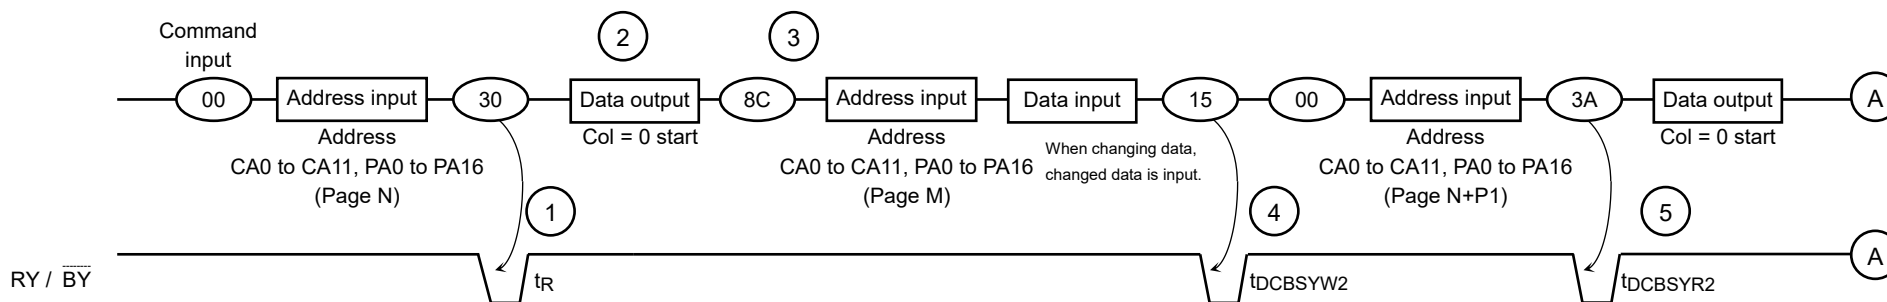 Command
input
2
3
00
Address input
30
Data output
8C
Address input
Data input
15
00
Address input
3A
Data output
A
Address
CA0 to CA11, PA0 to PA16
(Page N)
Col = 0 start
Address
CA0 to CA11, PA0 to PA16
(Page M)
When changing data,
changed data is input.
Address
CA0 to CA11, PA0 to PA16
(Page N+P1)
Col = 0 start
1
4
5
RY / BY
tR
tDCBSYW2
tDCBSYR2
A